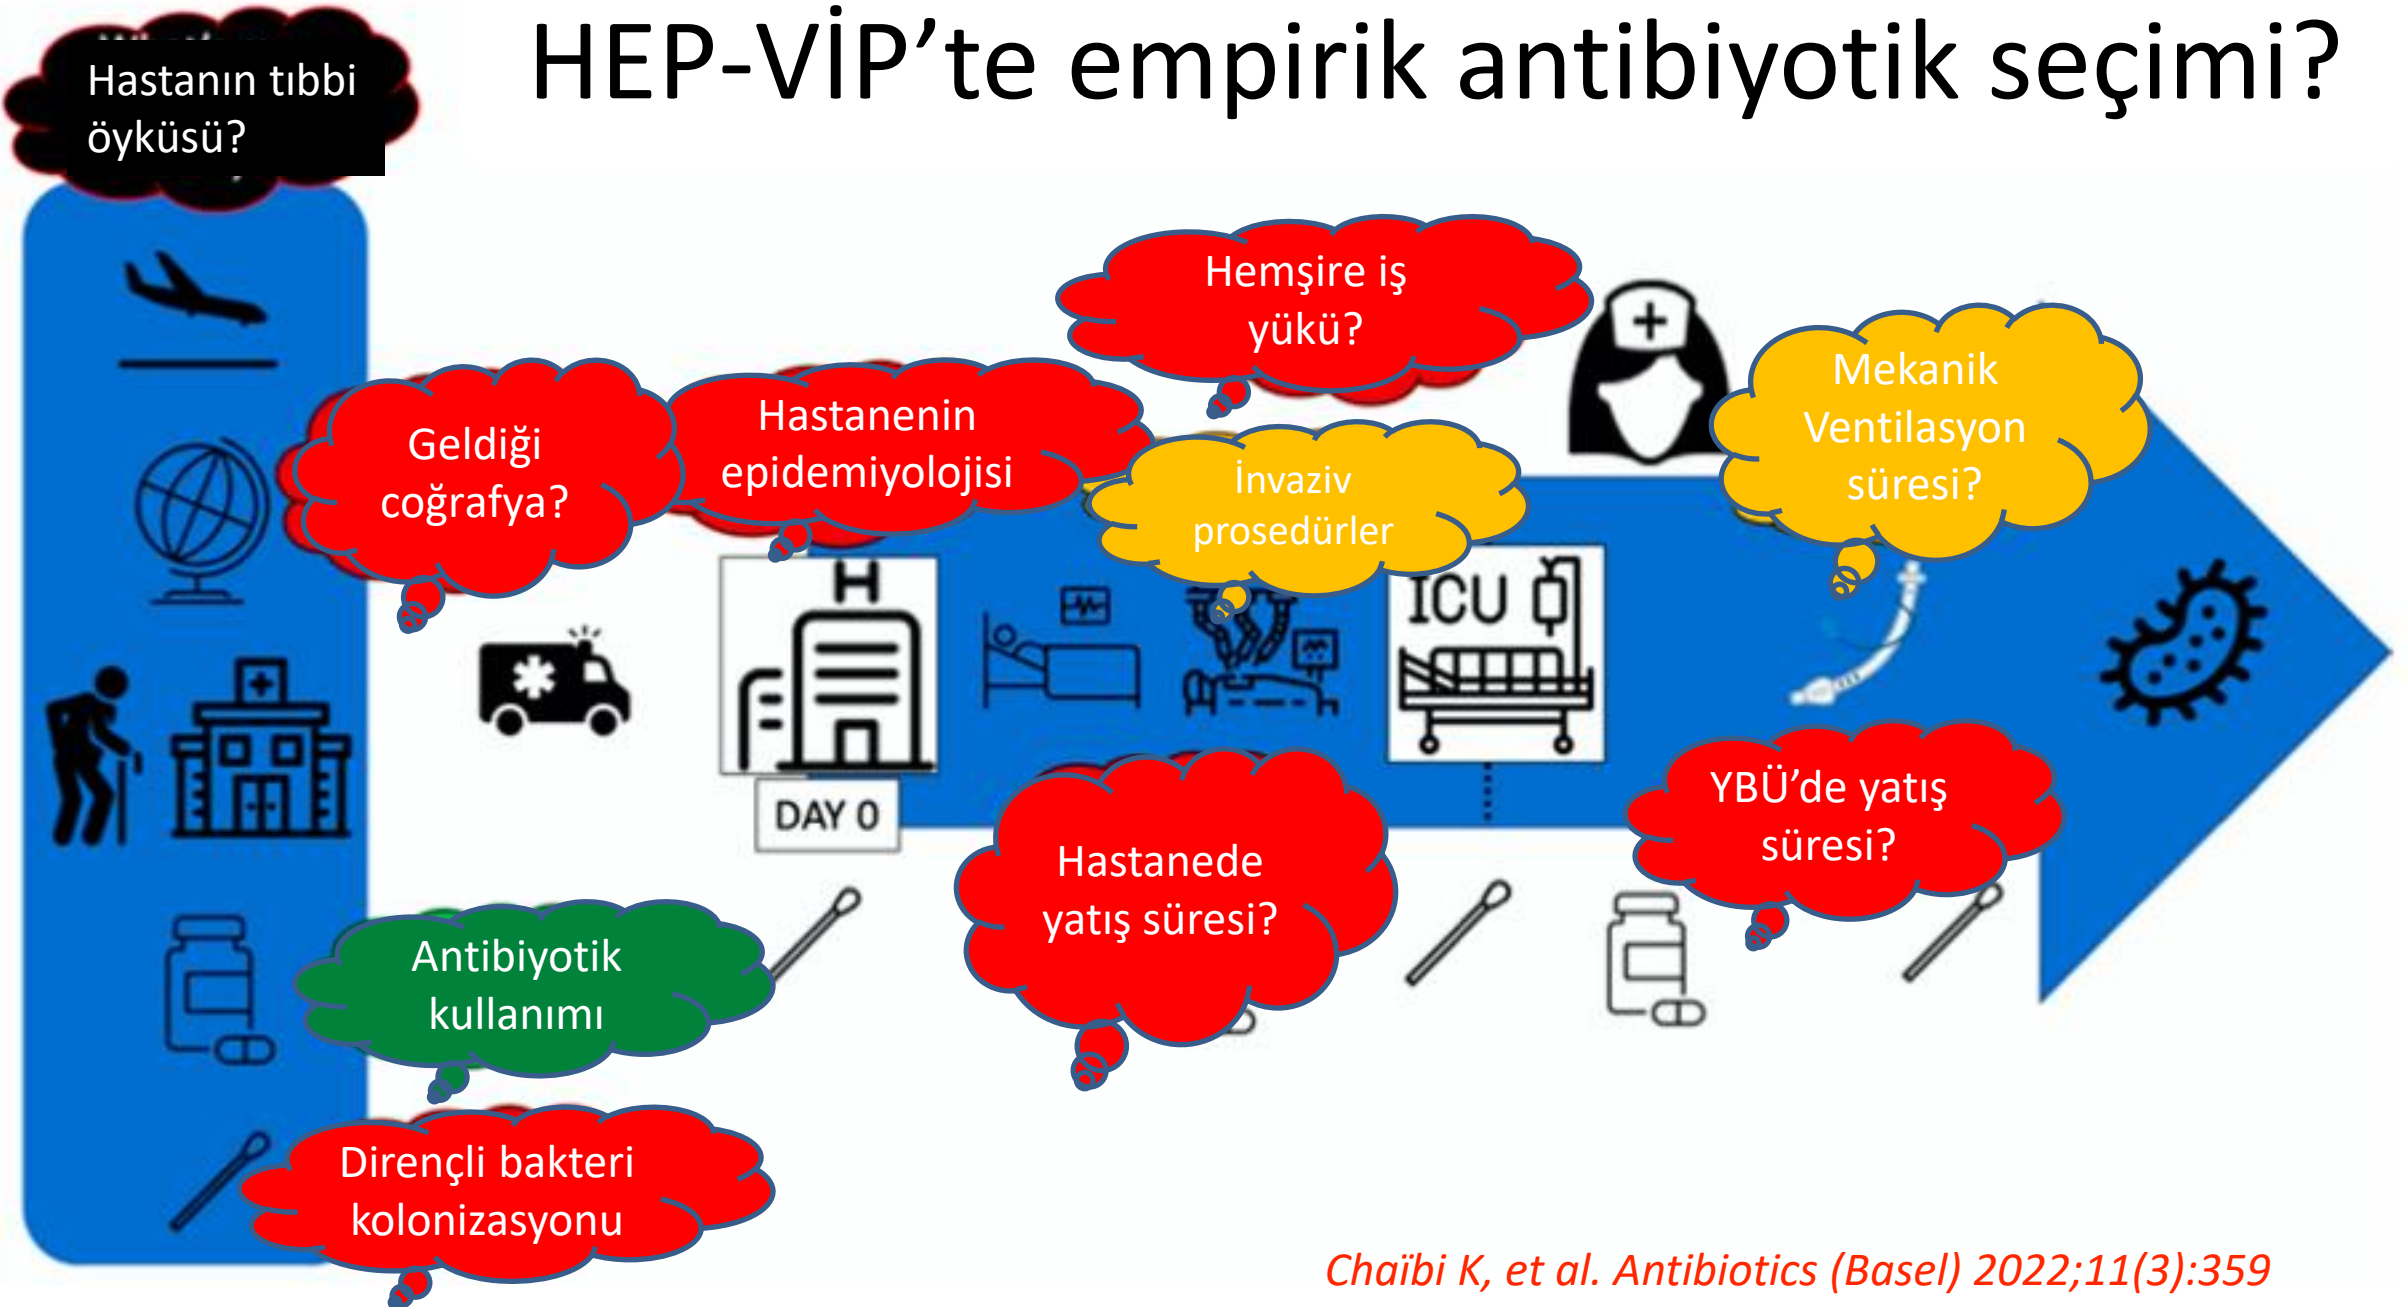 HEP-VİP’te empirik antibiyotik seçimi?
Hastanın tıbbi
öyküsü?
Hemşire iş
yükü?
Mekanik
Ventilasyon
süresi?
Geldiği
coğrafya?
Hastanenin
epidemiyolojisi
İnvaziv
prosedürler
H
ICU
DAY 0
YBÜ’de yatış
süresi?
Hastanede
yatış süresi?
Antibiyotik
kullanımı
Dirençli bakteri
kolonizasyonu
Chaïbi K, et al. Antibiotics (Basel) 2022;11(3):359